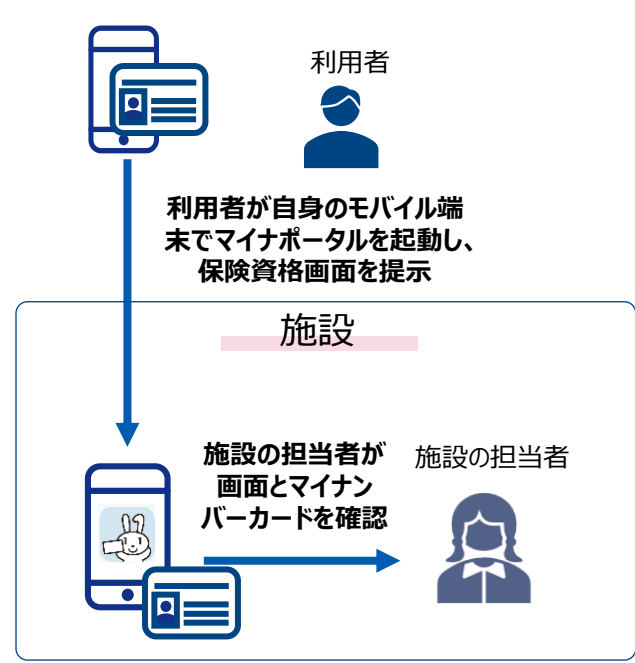 利用者
利用者が自身のモバイル端
末でマイナポータルを起動し、
保険資格画面を提示
施設
施設の担当者が
画面とマイナン
バーカードを確認
施設の担当者